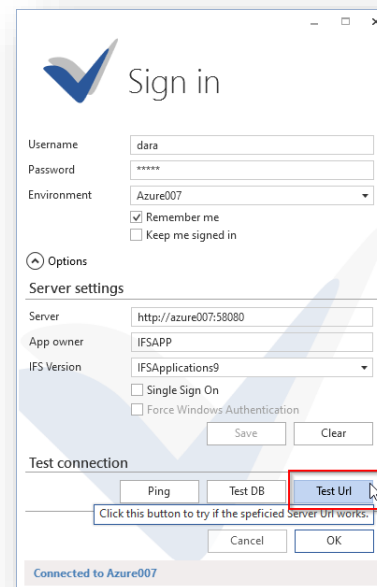 Sign in
Username dara
Password *****
Environment Azure007
Remember me
Keep me signed in
Options
Server settings
Server http://azure007:58080
App owner IFSAPP
IFS Version IFSApplications9
Single Sign On
Force Windows Authentication
Save Clear
Test connection
Ping Test DB Test Url
Click this button to try if the speficied Server Url works.
Cancel OK
Connected to Azure007